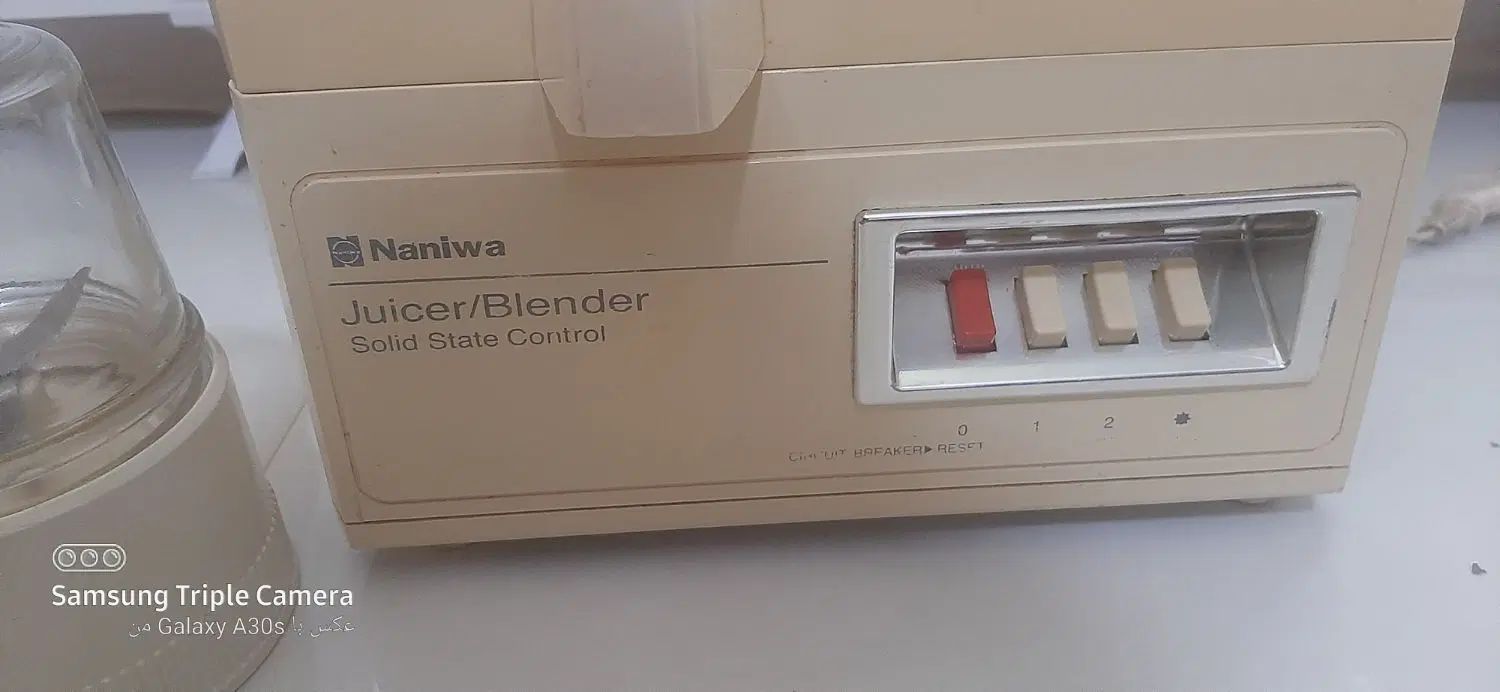 Naniwa
Juicer/Blender
Solid State Control
0 1 2
CIRCUIT BREAKER▶ RESET
Samsung Triple Camera
عکس با Galaxy A30s من